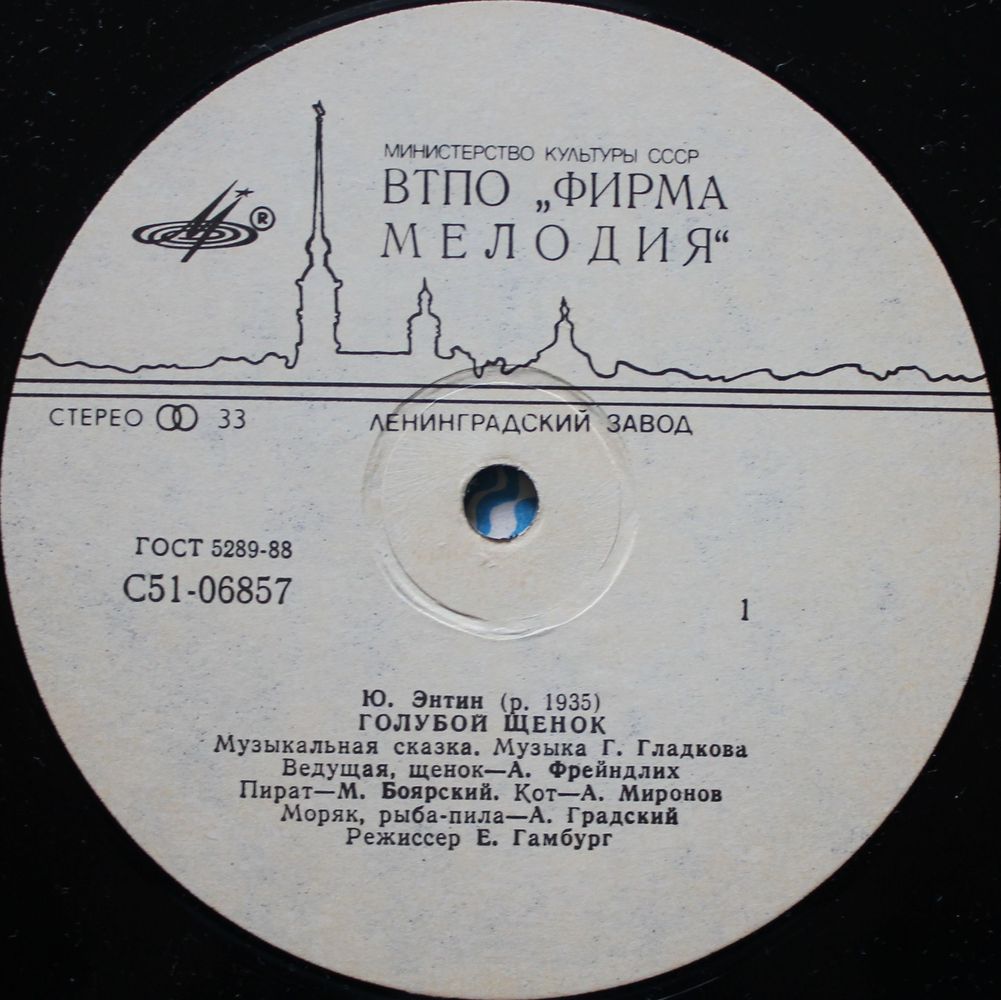 МИНИСТЕРСТВО КУЛЬТУРЫ СССР
ВТПО „ФИРМА
МЕЛОДИЯ“
®
СТЕРЕО 33
ЛЕНИНГРАДСКИЙ ЗАВОД
ГОСТ 5289-88
С51-06857
1
Ю. Энтин (р. 1935)
ГОЛУБОЙ ЩЕНОК
Музыкальная сказка. Музыка Г. Гладкова
Ведущая, щенок—А. Фрейндлих
Пират—М. Боярский. Кот—А. Миронов
Моряк, рыба-пила—А. Градский
Режиссер Е. Гамбург